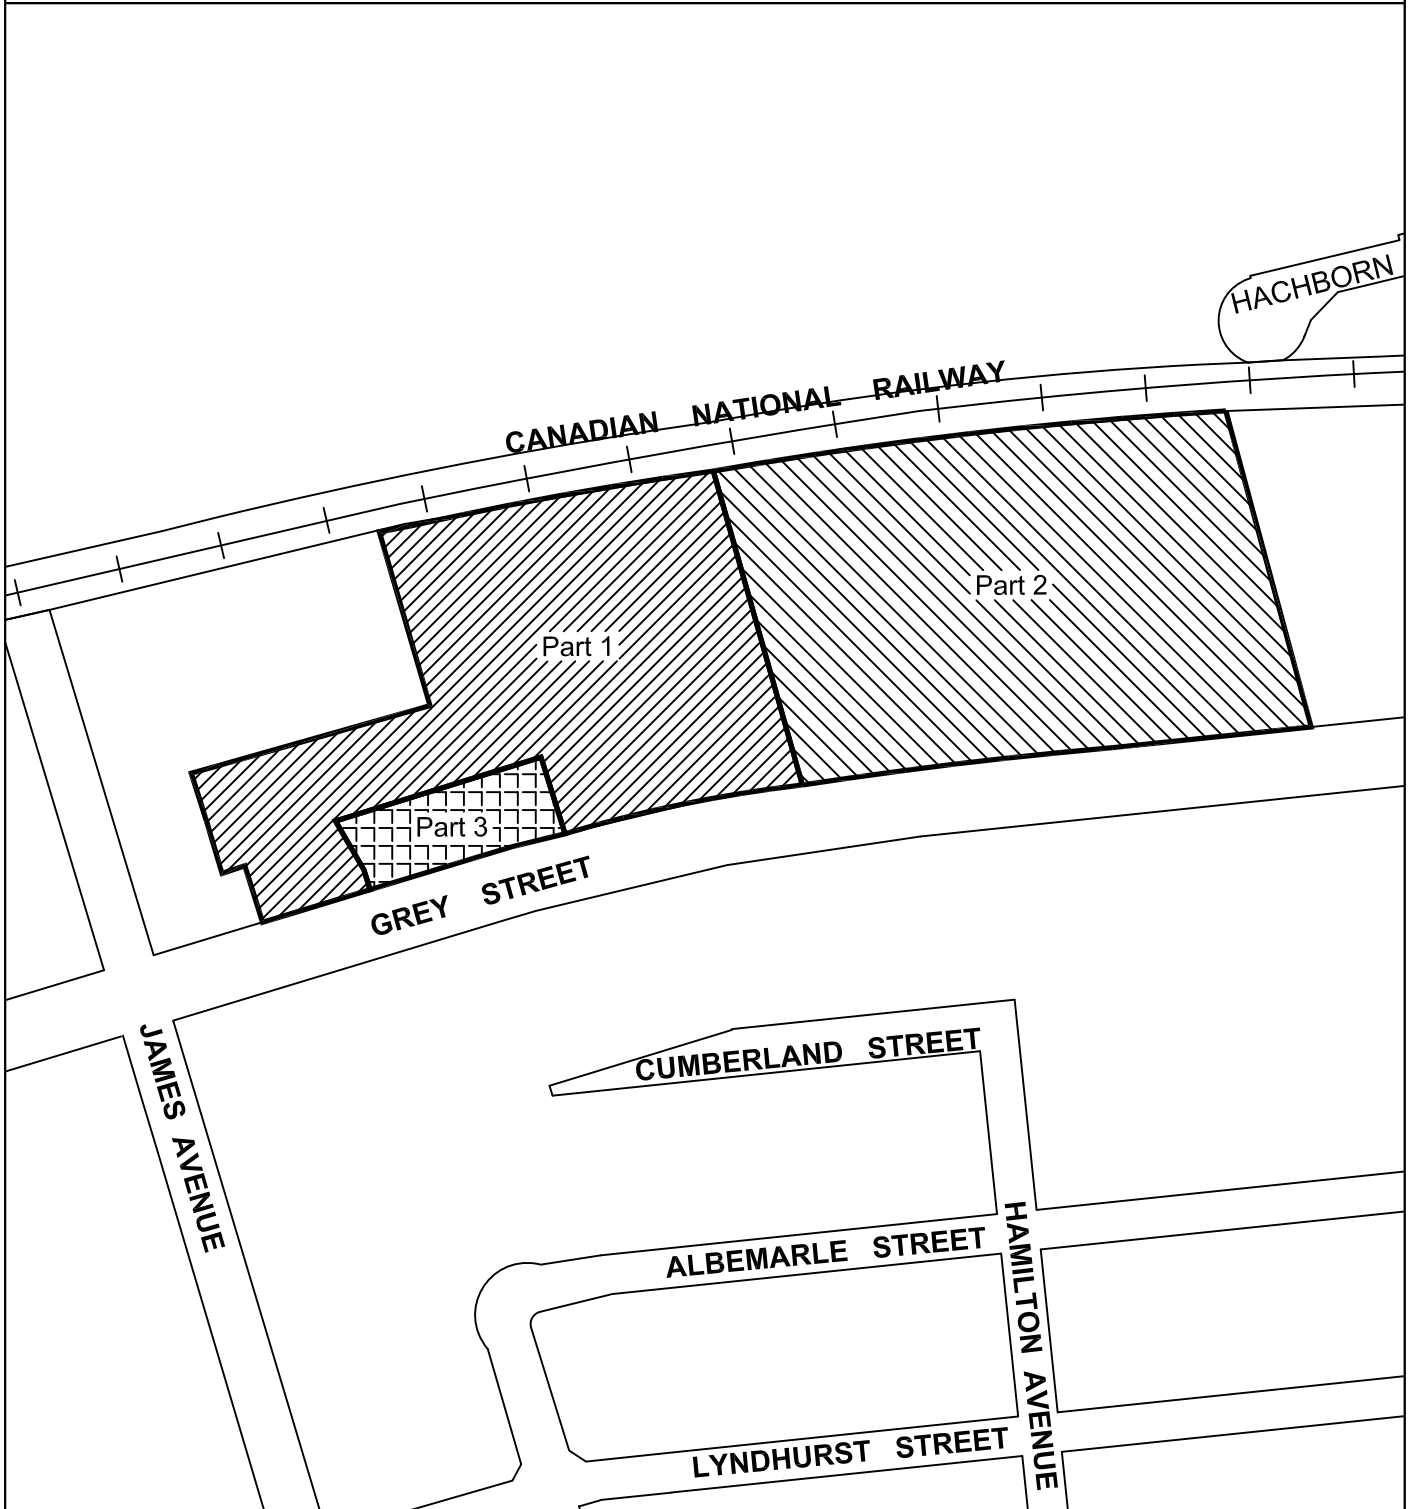 HACHBORN
CANADIAN NATIONAL RAILWAY
Part 2
Part 1
Part 3
GREY STREET
JAMES AVENUE
CUMBERLAND STREET
HAMILTON AVENUE
ALBEMARLE STREET
LYNDHURST STREET